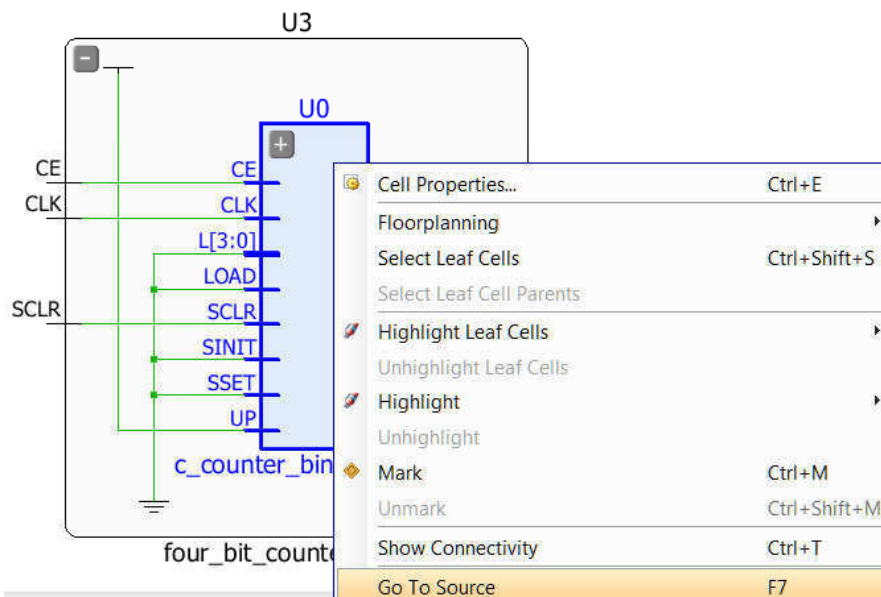 U3
U0
CE
CE
CLK
CLK
L[3:0]
LOAD
SCLR
SCLR
SINIT
SSET
UP
c_counter_bin
four_bit_counte
Cell Properties... Ctrl+E
Floorplanning
Select Leaf Cells Ctrl+Shift+S
Select Leaf Cell Parents
Highlight Leaf Cells
Unhighlight Leaf Cells
Highlight
Unhighlight
Mark Ctrl+M
Unmark Ctrl+Shift+M
Show Connectivity Ctrl+T
Go To Source F7